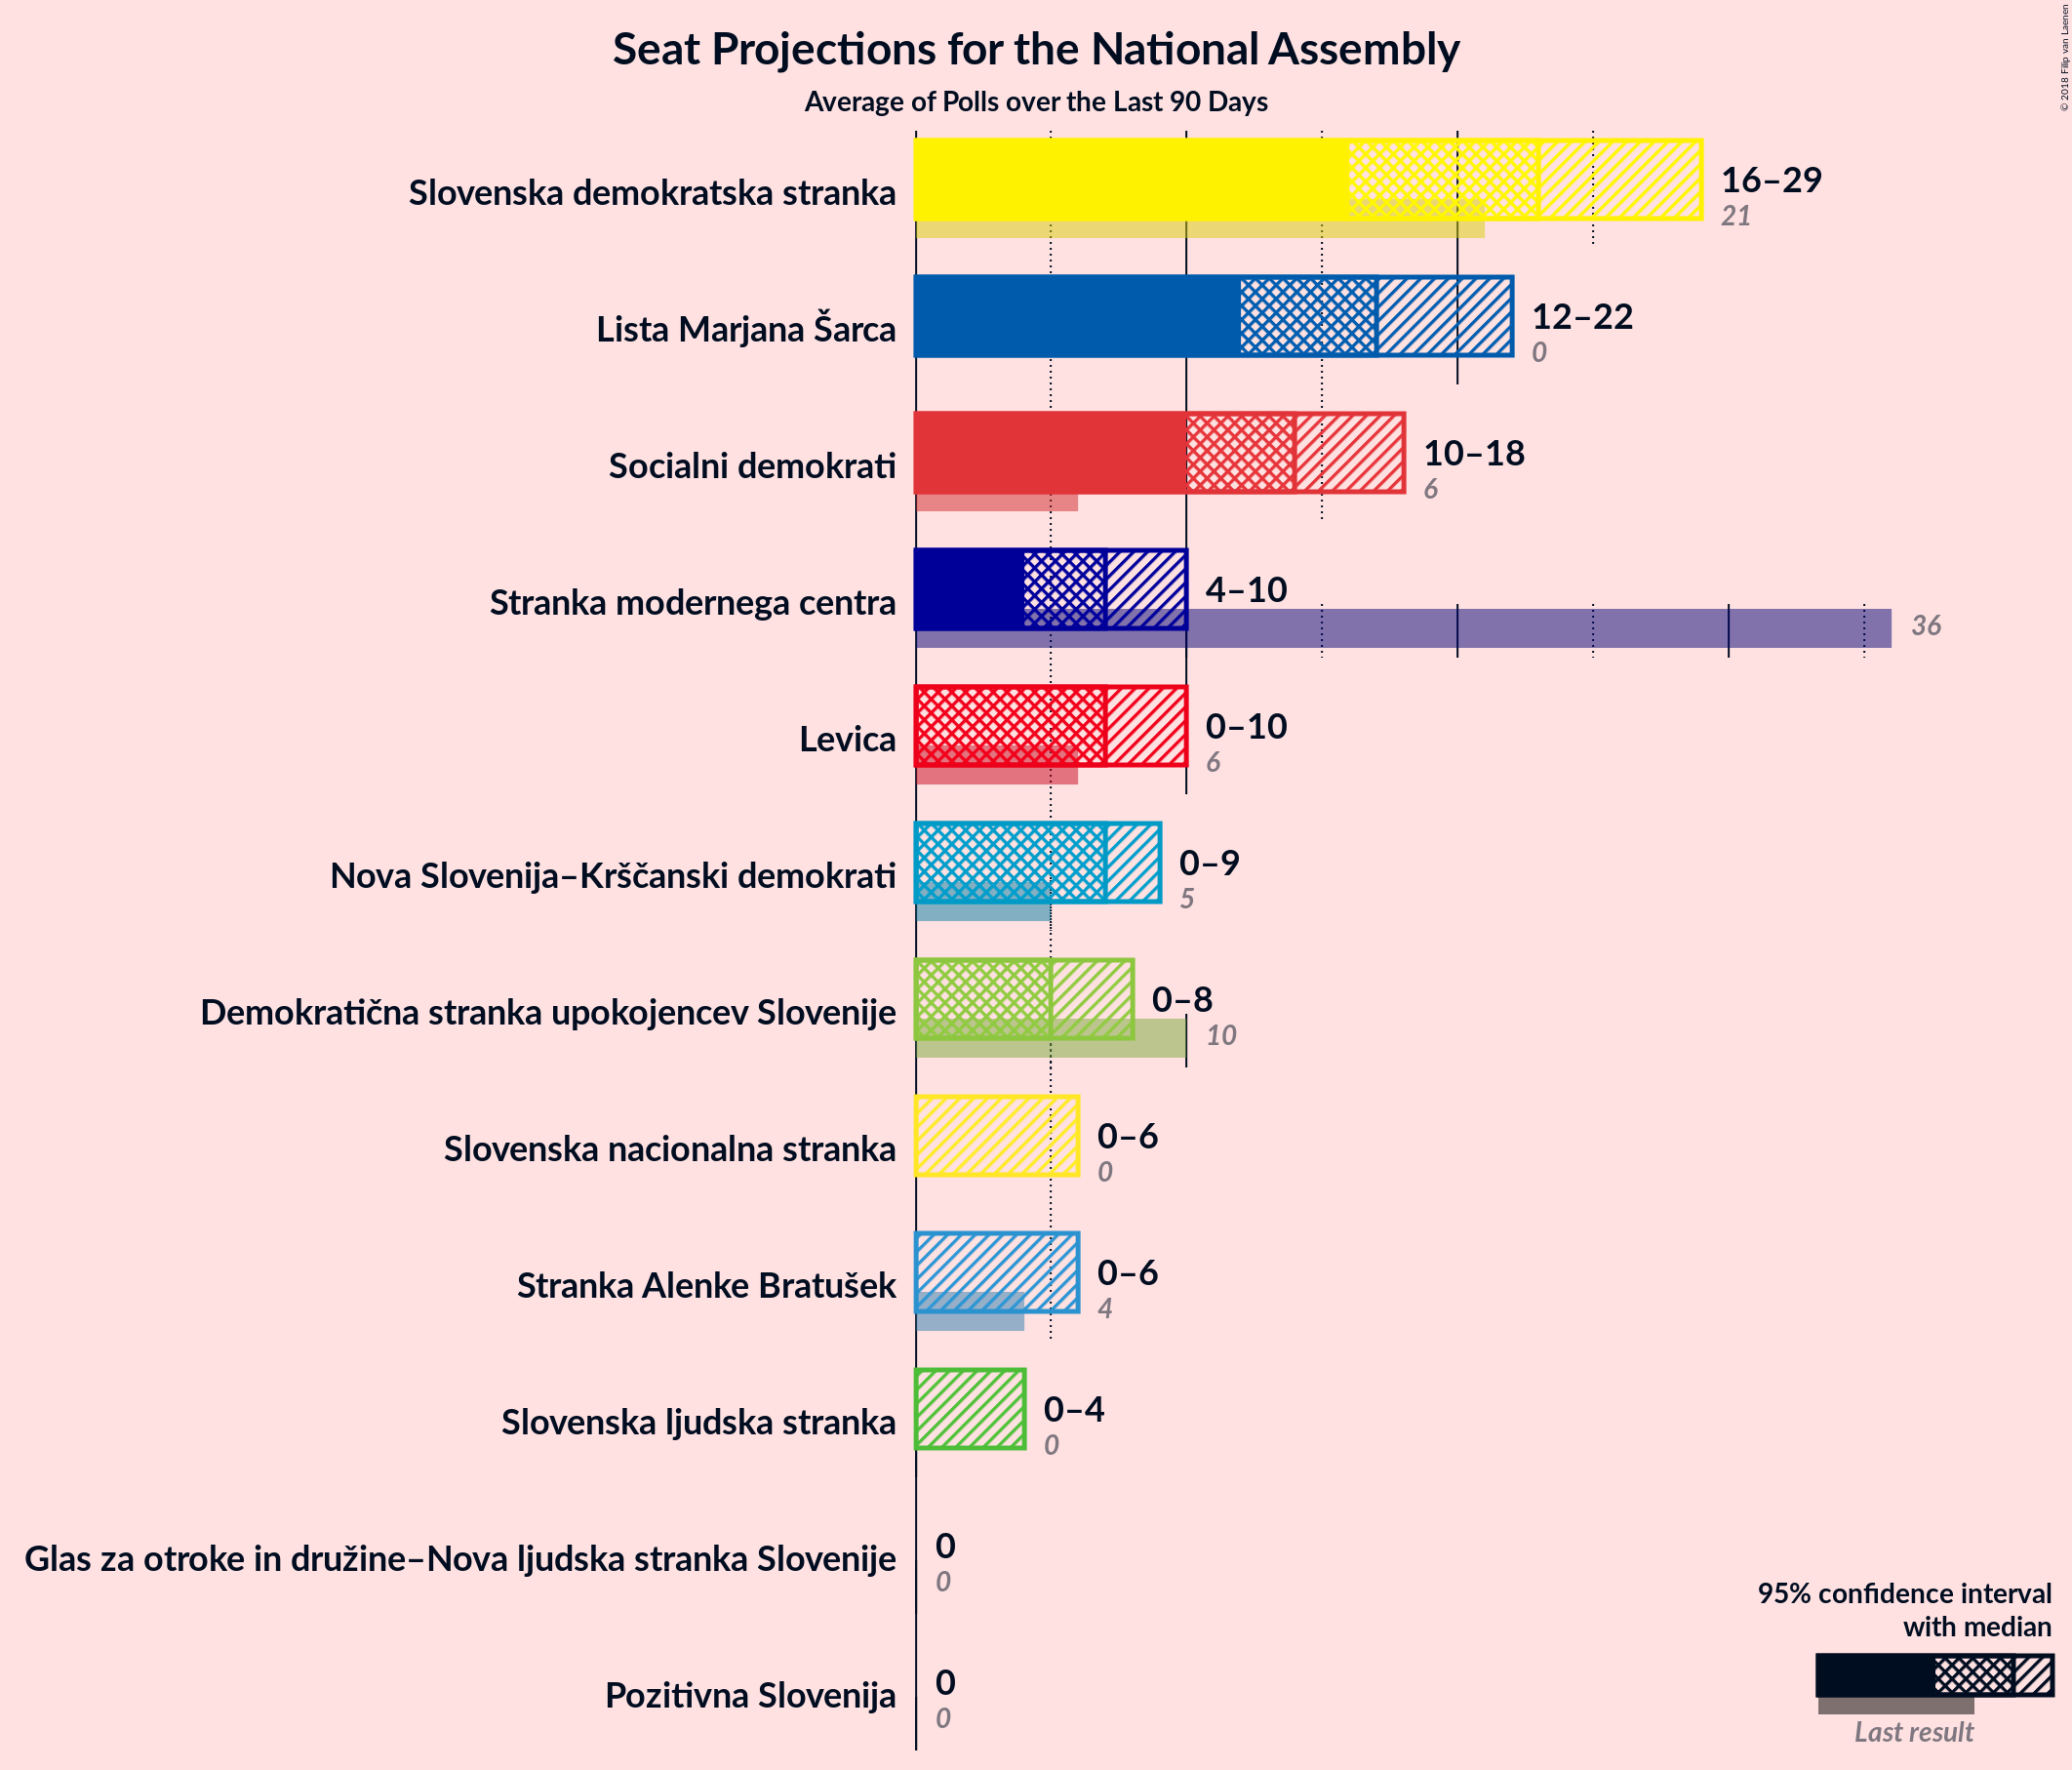 Seat Projections for the National Assembly
Average of Polls over the Last 90 Days
© 2018 Filip van Laenen
Slovenska demokratska stranka
16–29
21
Lista Marjana Šarca
12–22
0
Socialni demokrati
10–18
6
Stranka modernega centra
4–10
36
Levica
0–10
6
Nova Slovenija–Krščanski demokrati
0–9
5
Demokratična stranka upokojencev Slovenije
0–8
10
Slovenska nacionalna stranka
0–6
0
Stranka Alenke Bratušek
0–6
4
Slovenska ljudska stranka
0–4
0
Glas za otroke in družine–Nova ljudska stranka Slovenije
0
0
Pozitivna Slovenija
0
0
95% confidence interval
with median
Last result